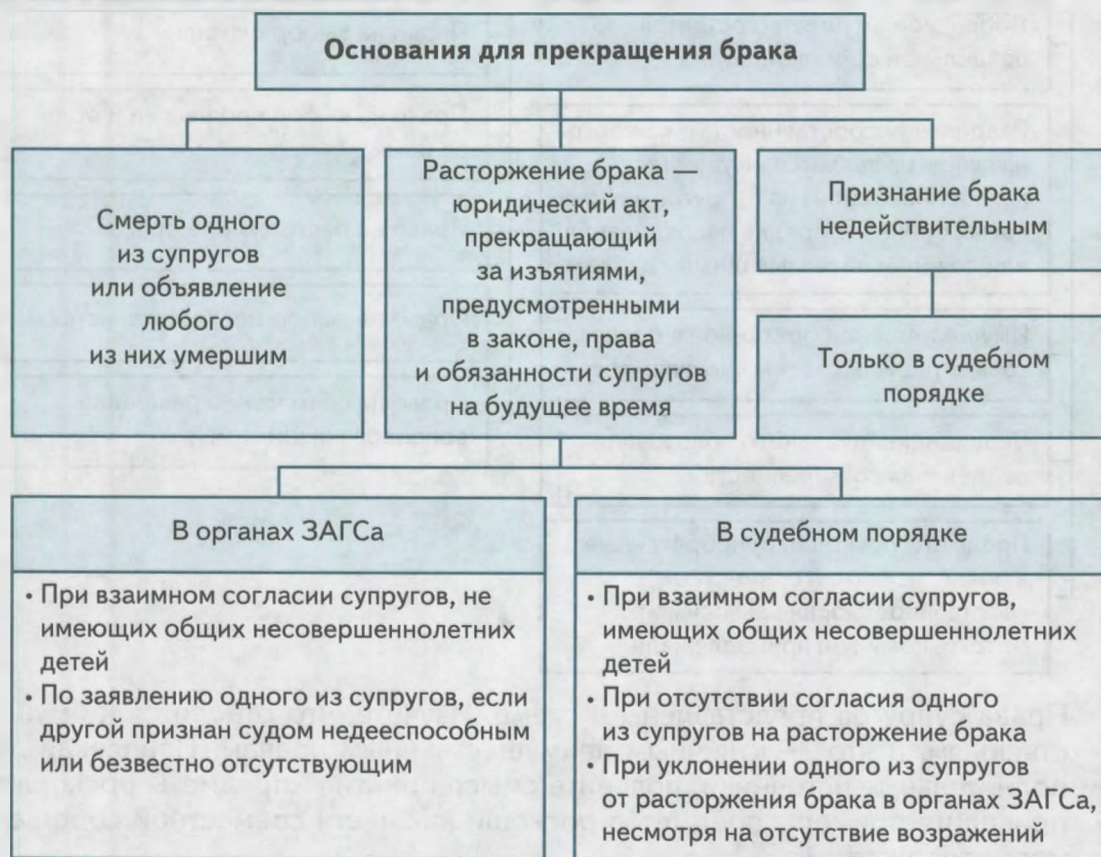 Основания для прекращения брака
Смерть одного
из супругов
или объявление
любого
из них умершим
Расторжение брака —
юридический акт,
прекращающий
за изъятиями,
предусмотренными
в законе, права
и обязанности супругов
на будущее время
Признание брака
недействительным
Только в судебном
порядке
В органах ЗАГСа
• При взаимном согласии супругов, не
имеющих общих несовершеннолетних
детей
• По заявлению одного из супругов, если
другой признан судом недееспособным
или безвестно отсутствующим
В судебном порядке
• При взаимном согласии супругов,
имеющих общих несовершеннолетних
детей
• При отсутствии согласия одного
из супругов на расторжение брака
• При уклонении одного из супругов
от расторжения брака в органах ЗАГСа,
несмотря на отсутствие возражений